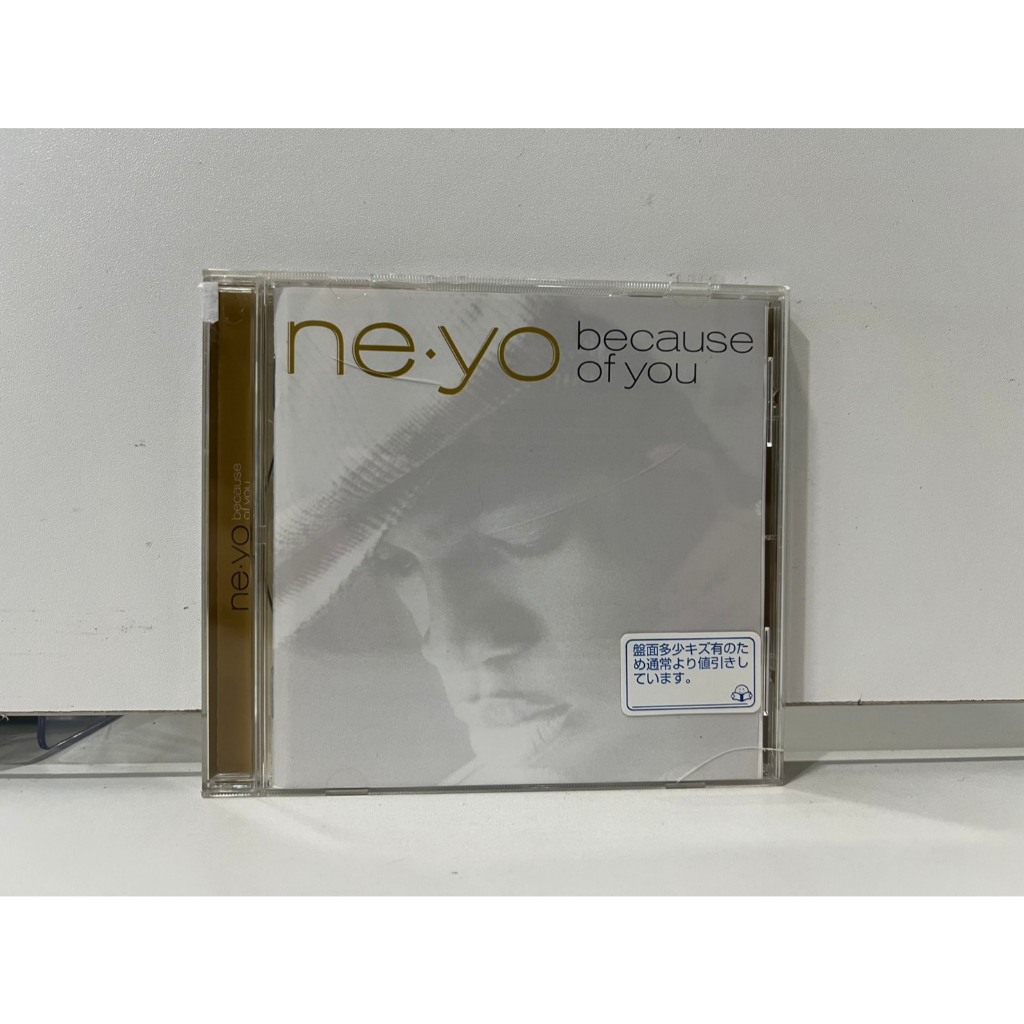 ne·yo
because
of you
ne·yo
because
of you
盤面多少キズ有のた
め通常より値引きし
ています。